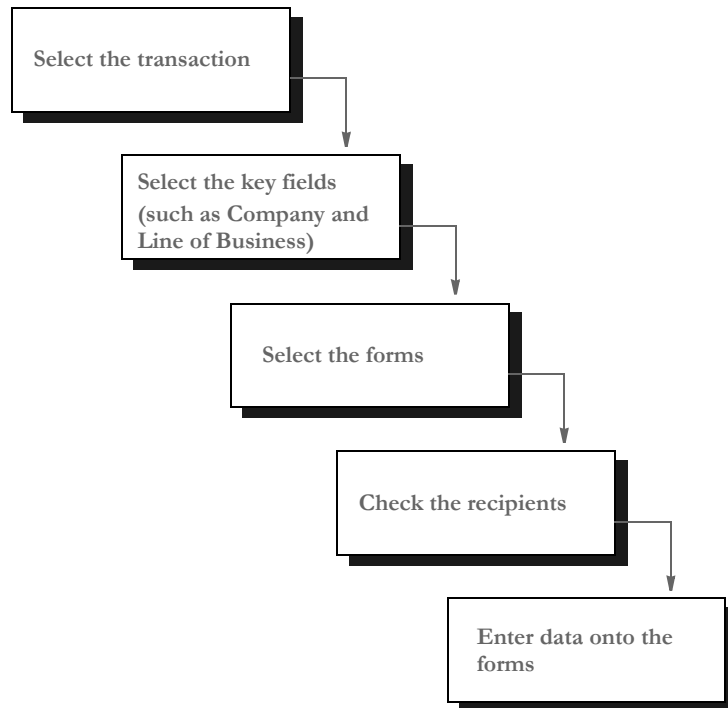 Select the transaction
Select the key fields
(such as Company and
Line of Business)
Select the forms
Check the recipients
Enter data onto the
forms